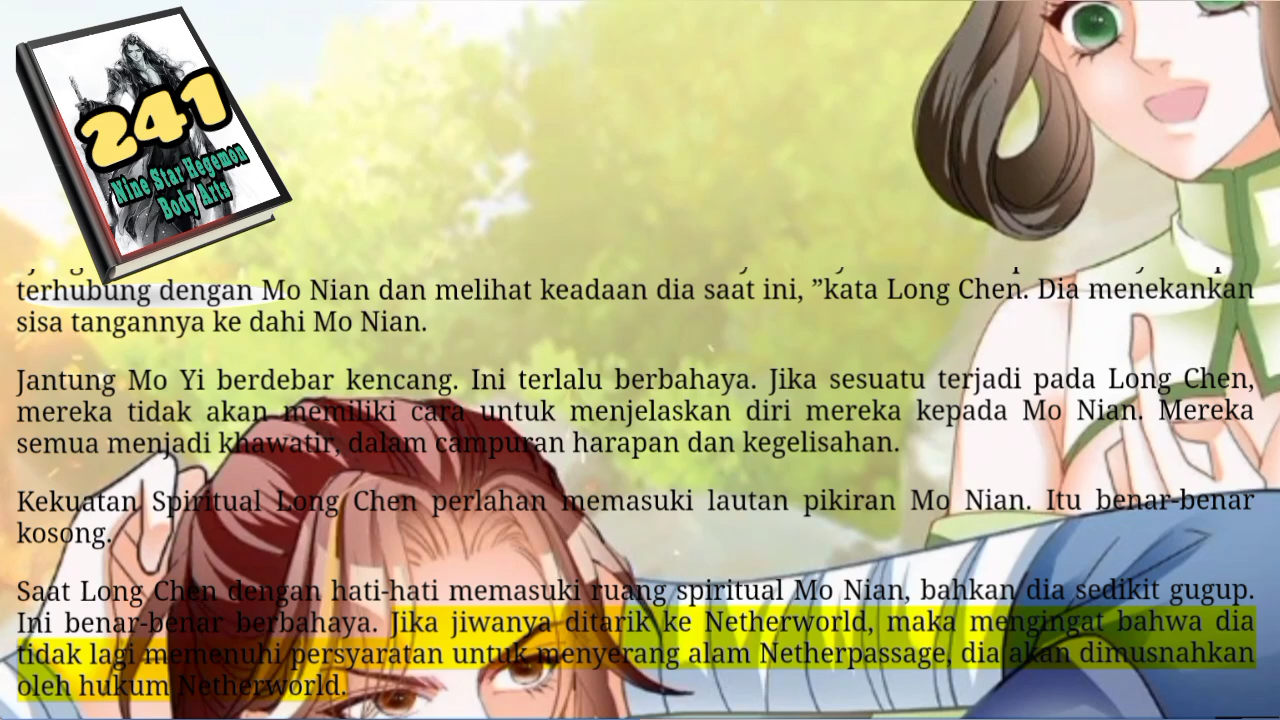 241
Nine Star Hegemon
Body Arts
terhubung dengan Mo Nian dan melihat keadaan dia saat ini, ”kata Long Chen. Dia menekankan
sisa tangannya ke dahi Mo Nian.
Jantung Mo Yi berdebar kencang. Ini terlalu berbahaya. Jika sesuatu terjadi pada Long Chen,
mereka tidak akan memiliki cara untuk menjelaskan diri mereka kepada Mo Nian. Mereka
semua menjadi khawatir, dalam campuran harapan dan kegelisahan.
Kekuatan Spiritual Long Chen perlahan memasuki lautan pikiran Mo Nian. Itu benar-benar
kosong.
Saat Long Chen dengan hati-hati memasuki ruang spiritual Mo Nian, bahkan dia sedikit gugup.
Ini benar-benar berbahaya. Jika jiwanya ditarik ke Netherworld, maka mengingat bahwa dia
tidak lagi memenuhi persyaratan untuk menyerang alam Netherpassage, dia akan dimusnahkan
oleh hukum Netherworld.